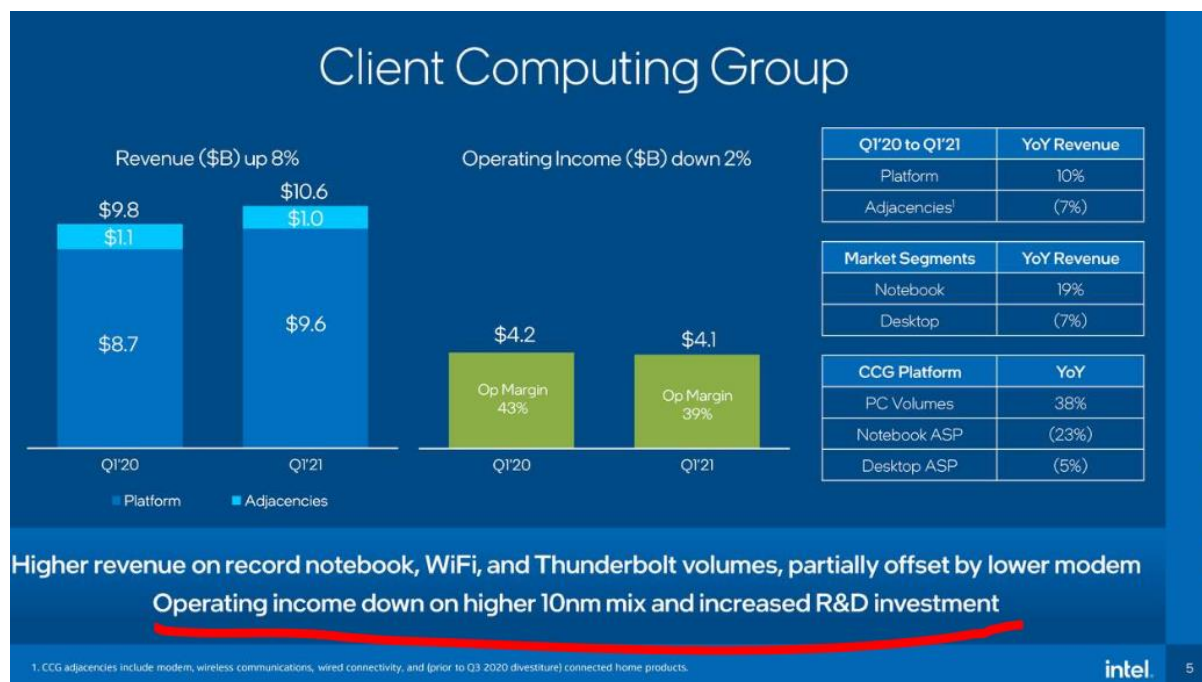 Client Computing Group
Revenue ($B) up 8%
$9.8
$1.1
$8.7
$10.6
$1.0
$9.6
Q1'20
Q1'21
Platform
Adjacencies
Operating Income ($B) down 2%
$4.2
Op Margin
43%
$4.1
Op Margin
39%
Q1'20
Q1'21
Q1'20 to Q1'21 YoY Revenue
Platform 10%
Adjacencies¹ (7%)
Market Segments YoY Revenue
Notebook 19%
Desktop (7%)
CCG Platform YoY
PC Volumes 38%
Notebook ASP (23%)
Desktop ASP (5%)
Higher revenue on record notebook, WiFi, and Thunderbolt volumes, partially offset by lower modem
Operating income down on higher 10nm mix and increased R&D investment
1. CCG adjacencies include modem, wireless communications, wired connectivity, and (prior to Q3 2020 divestiture) connected home products.
intel.
5